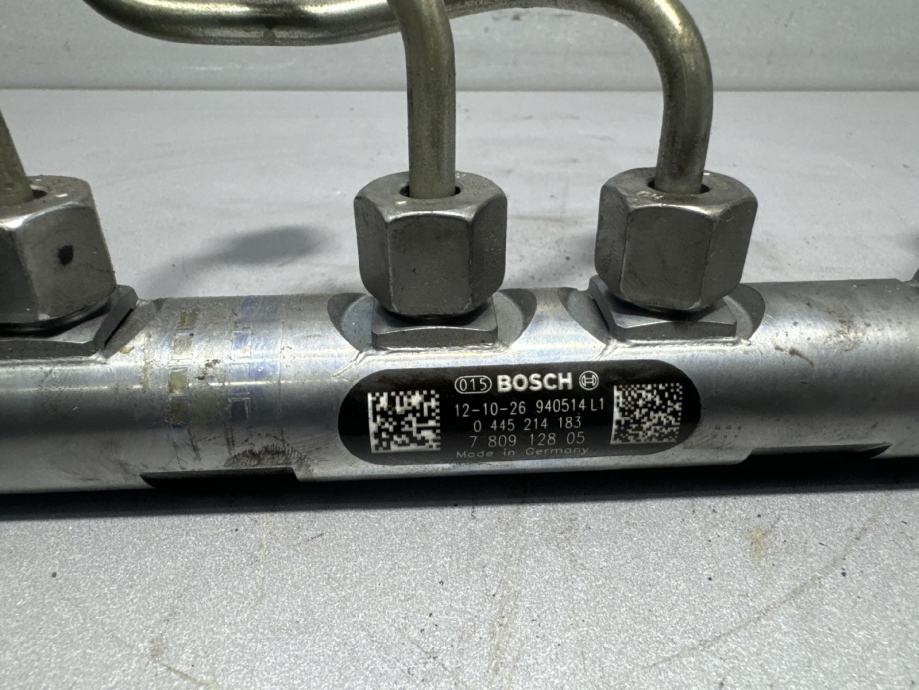 015 BOSCH
12-10-26 940514 L1
0 445 214 183
7 809 128 05
Made in Germany